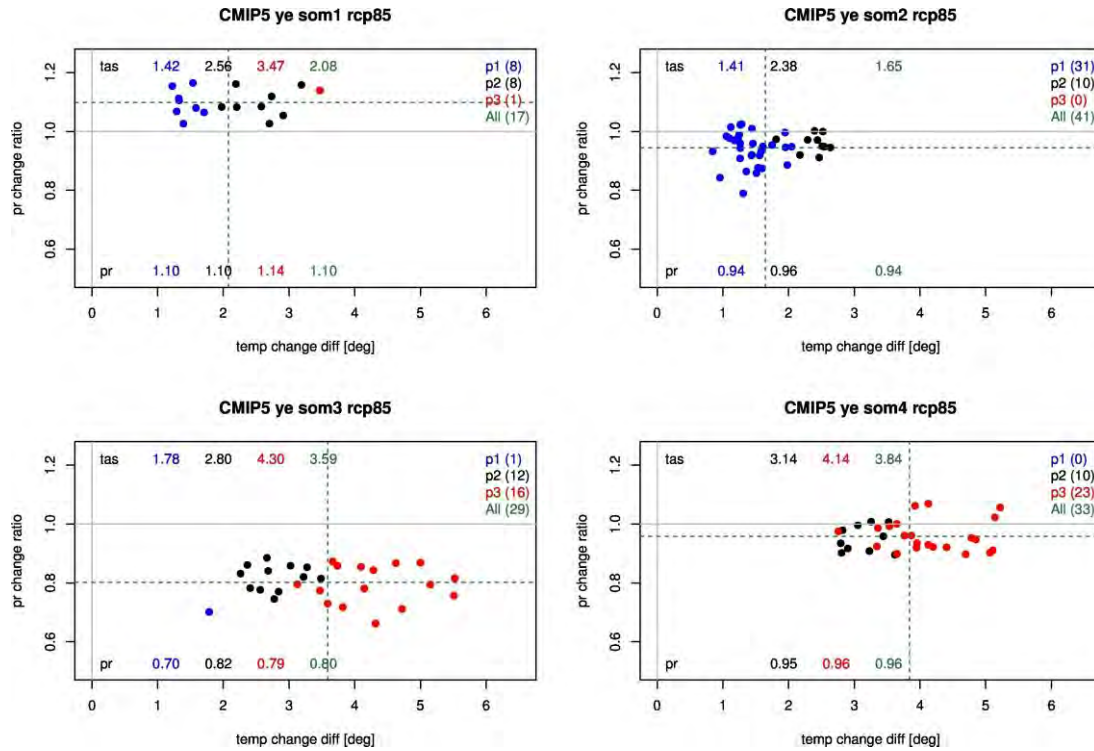 CMIP5 ye som1 rcp85
tas 1.42 2.56 3.47 2.08 p1 (8)
p2 (8)
p3 (1)
All (17)
pr 1.10 1.10 1.14 1.10
0.6 0.8 1.0 1.2
pr change ratio
0 1 2 3 4 5 6
temp change diff [deg]
CMIP5 ye som2 rcp85
tas 1.41 2.38 1.65 p1 (31)
p2 (10)
p3 (0)
All (41)
pr 0.94 0.96 0.94
0.6 0.8 1.0 1.2
pr change ratio
0 1 2 3 4 5 6
temp change diff [deg]
CMIP5 ye som3 rcp85
tas 1.78 2.80 4.30 3.59 p1 (1)
p2 (12)
p3 (16)
All (29)
pr 0.70 0.82 0.79 0.80
0.6 0.8 1.0 1.2
pr change ratio
0 1 2 3 4 5 6
temp change diff [deg]
CMIP5 ye som4 rcp85
tas 3.14 4.14 3.84 p1 (0)
p2 (10)
p3 (23)
All (33)
pr 0.95 0.96 0.96
0.6 0.8 1.0 1.2
pr change ratio
0 1 2 3 4 5 6
temp change diff [deg]